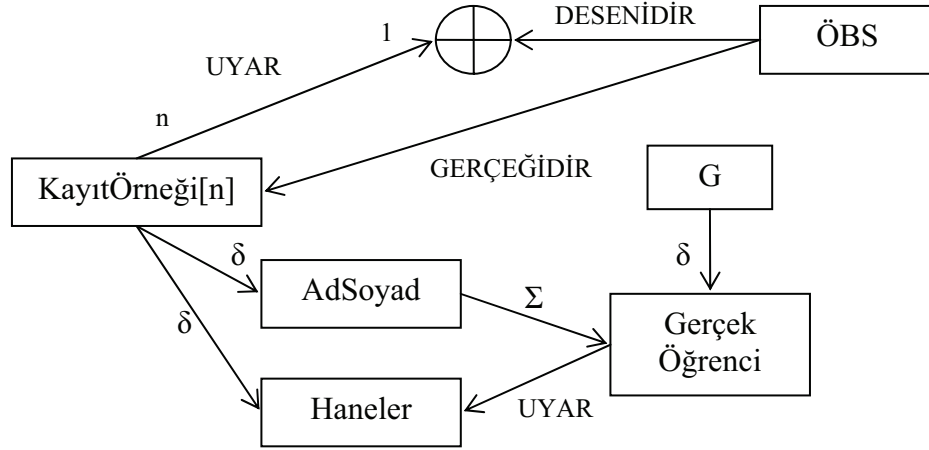 DESENİDİR
ÖBS
1
UYAR
n
GERÇEĞİDİR
KayıtÖrneği[n]
G
δ
δ
AdSoyad
Σ
δ
Gerçek
Öğrenci
Haneler
UYAR